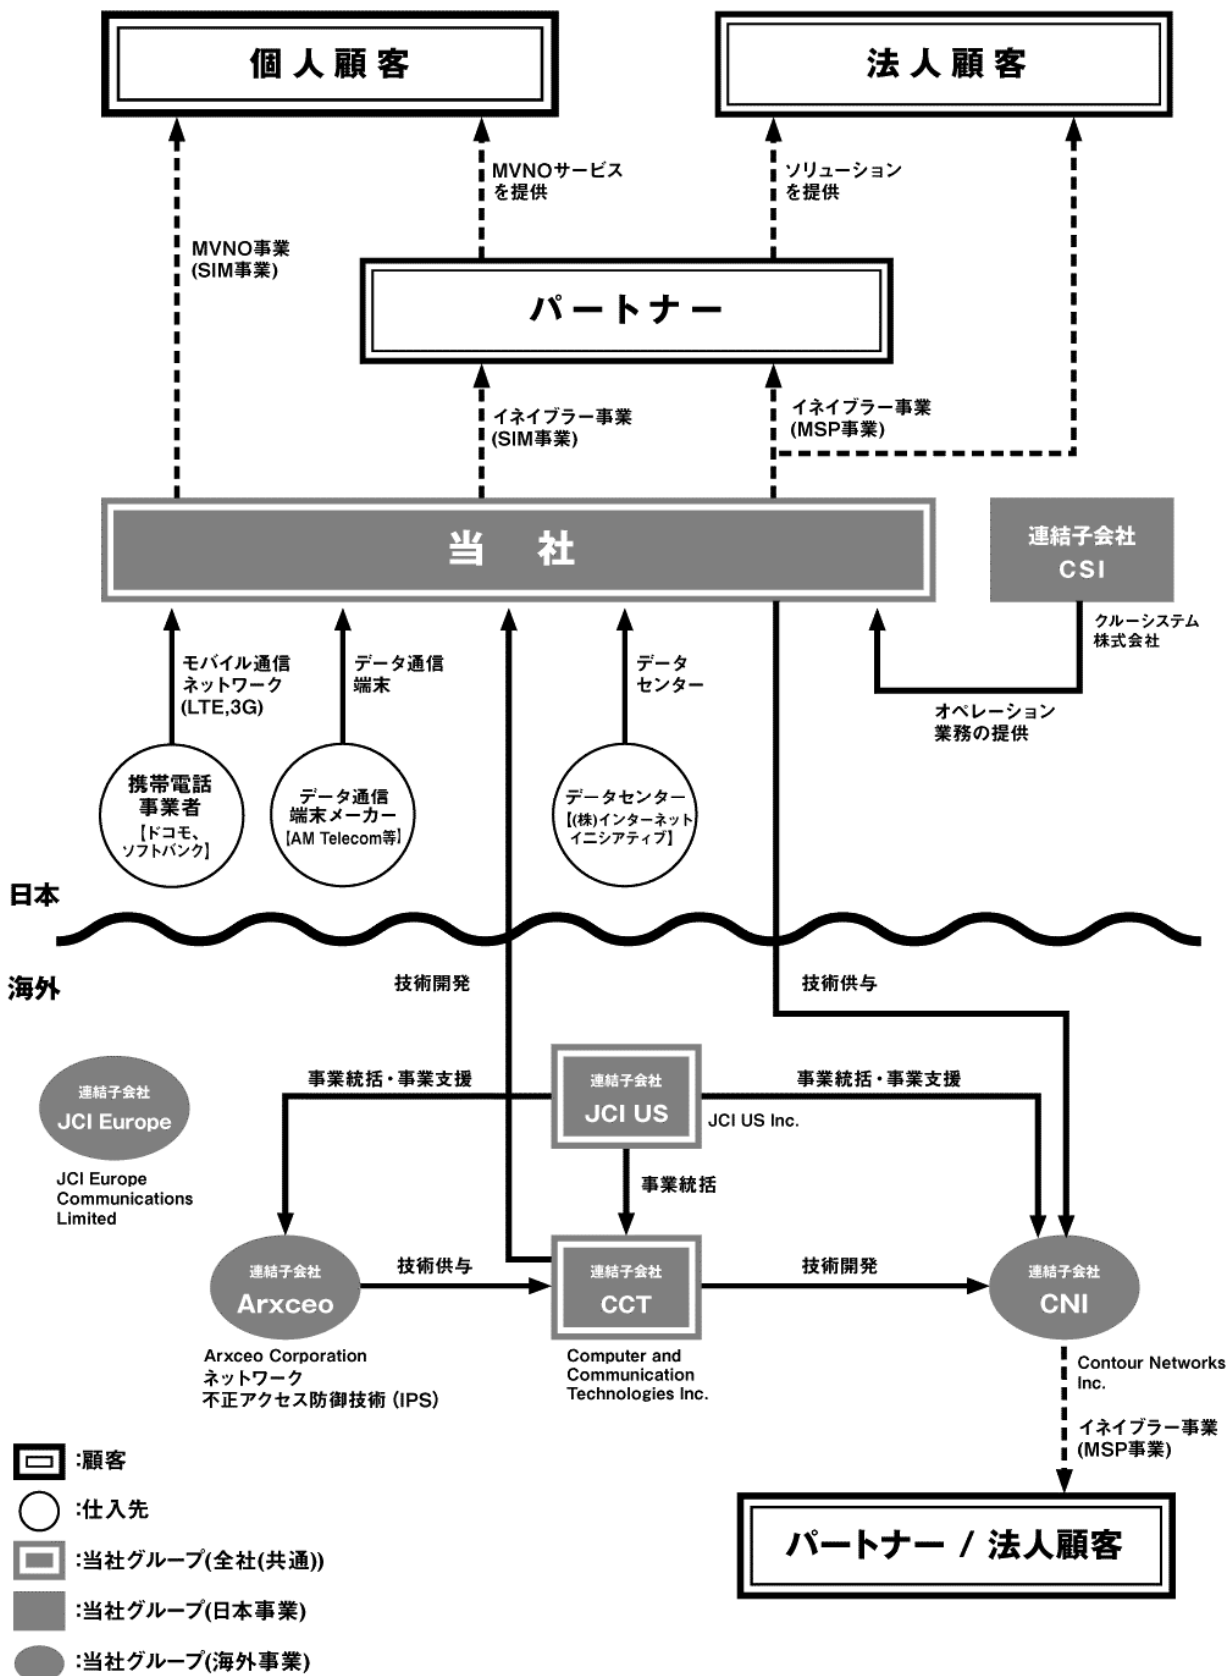 個人顧客
法人顧客
MVNOサービス
を提供
ソリューション
を提供
MVNO事業
(SIM事業)
パートナー
イネイブラー事業
(SIM事業)
イネイブラー事業
(MSP事業)
当 社
連結子会社
CSI
クルーシステム
株式会社
モバイル通信
ネットワーク
(LTE,3G)
データ通信
端末
データ
センター
オペレーション
業務の提供
携帯電話
事業者
【ドコモ、
ソフトバンク】
データ通信
端末メーカー
【AM Telecom等】
データセンター
【(株)インターネット
イニシアティブ】
日本
海外
技術開発
技術供与
連結子会社
JCI Europe
JCI Europe
Communications
Limited
事業統括・事業支援
連結子会社
JCI US
JCI US Inc.
事業統括・事業支援
事業統括
連結子会社
Arxceo
技術供与
連結子会社
CCT
技術開発
連結子会社
CNI
Arxceo Corporation
ネットワーク
不正アクセス防御技術(IPS)
Computer and
Communication
Technologies Inc.
Contour Networks
Inc.
イネイブラー事業
(MSP事業)
パートナー / 法人顧客
:顧客
:仕入先
:当社グループ(全社(共通))
:当社グループ(日本事業)
:当社グループ(海外事業)